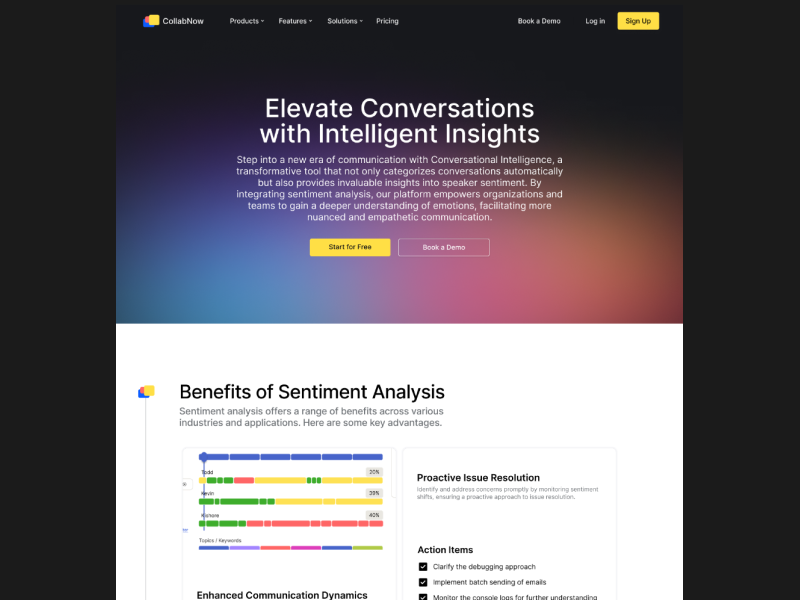 CollabNow
Products
Features
Solutions
Pricing
Book a Demo
Log in
Sign Up
Elevate Conversations
with Intelligent Insights
Step into a new era of communication with Conversational Intelligence, a
transformative tool that not only categorizes conversations automatically
but also provides invaluable insights into speaker sentiment. By
integrating sentiment analysis, our platform empowers organizations and
teams to gain a deeper understanding of emotions, facilitating more
nuanced and empathetic communication.
Start for Free
Book a Demo
Benefits of Sentiment Analysis
Sentiment analysis offers a range of benefits across various
industries and applications. Here are some key advantages.
Todd
20%
Kevin
39%
Kishore
40%
Topics / Keywords
Enhanced Communication Dynamics
Proactive Issue Resolution
Identify and address concerns promptly by monitoring sentiment
shifts, ensuring a proactive approach to issue resolution.
Action Items
Clarify the debugging approach
Implement batch sending of emails
Monitor the console logs for further understanding